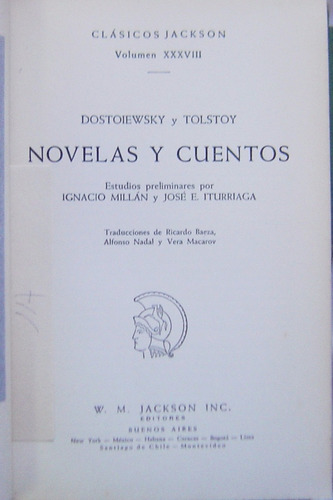 CLÁSICOS JACKSON
Volumen XXXVIII
DOSTOIEWSKY y TOLSTOY
NOVELAS Y CUENTOS
Estudios preliminares por
IGNACIO MILLÁN y JOSÉ E. ITURRIAGA
Traducciones de Ricardo Baeza,
Alfonso Nadal y Vera Macarov
W. M. JACKSON INC.
EDITORES
BUENOS AIRES
New York — México — Habana — Caracas — Bogotá — Lima
Santiago de Chile — Montevideo